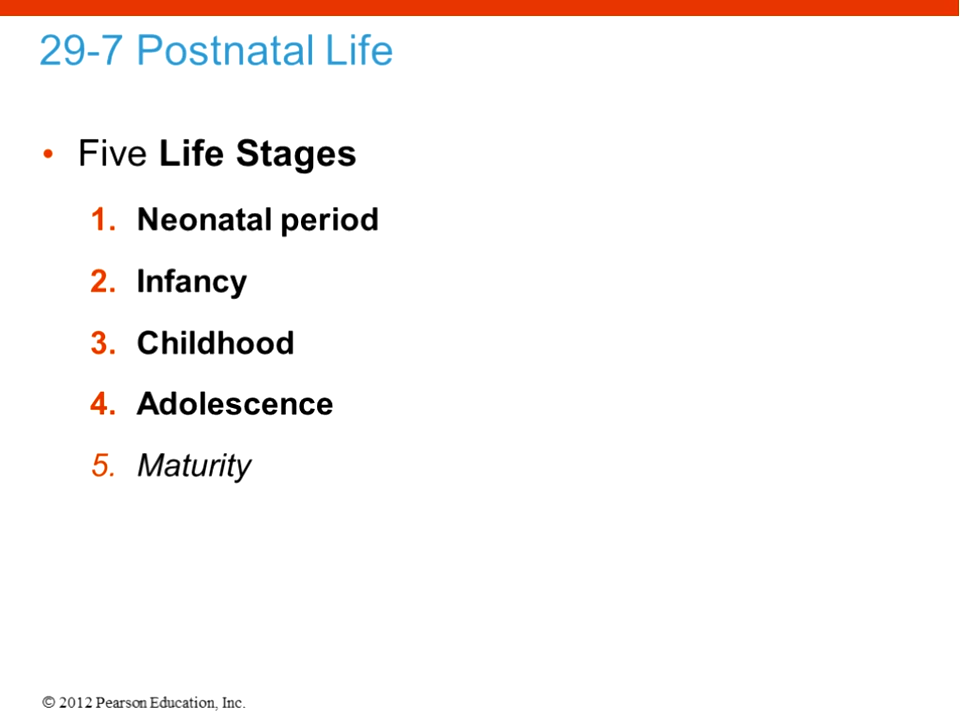 29-7 Postnatal Life
• Five Life Stages
1. Neonatal period
2. Infancy
3. Childhood
4. Adolescence
5. Maturity
© 2012 Pearson Education, Inc.